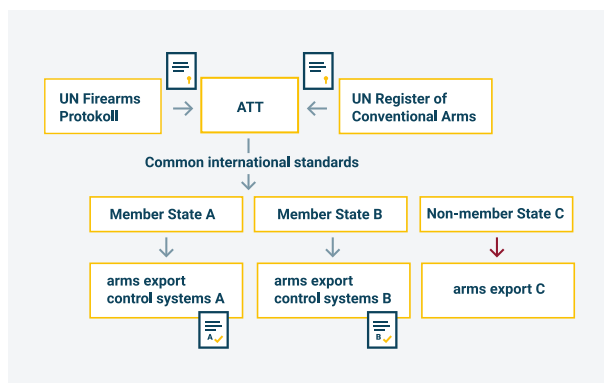 UN Firearms
Protokoll
ATT
UN Register of
Conventional Arms
Common international standards
Member State A
Member State B
Non-member State C
arms export
control systems A
arms export
control systems B
arms export C
A
B